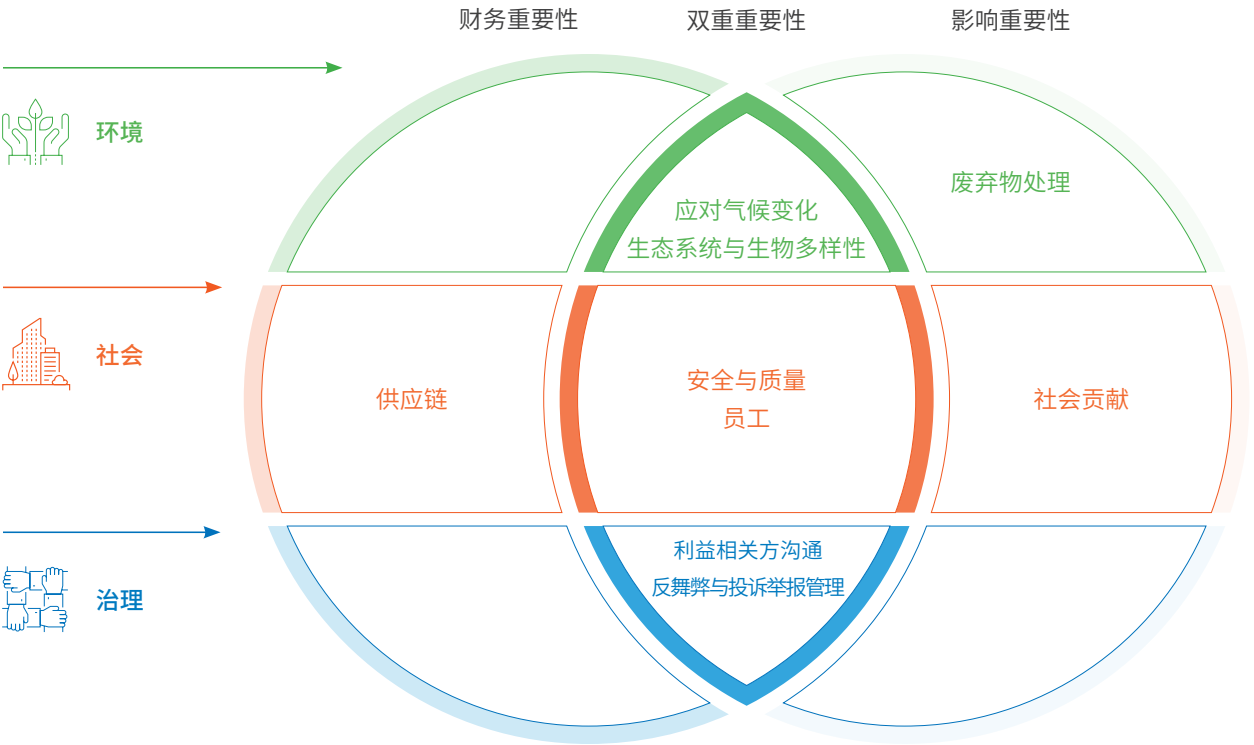 财务重要性
双重重要性
影响重要性
环境
废弃物处理
应对气候变化
生态系统与生物多样性
社会
供应链
安全与质量
员工
社会贡献
治理
利益相关方沟通
反舞弊与投诉举报管理